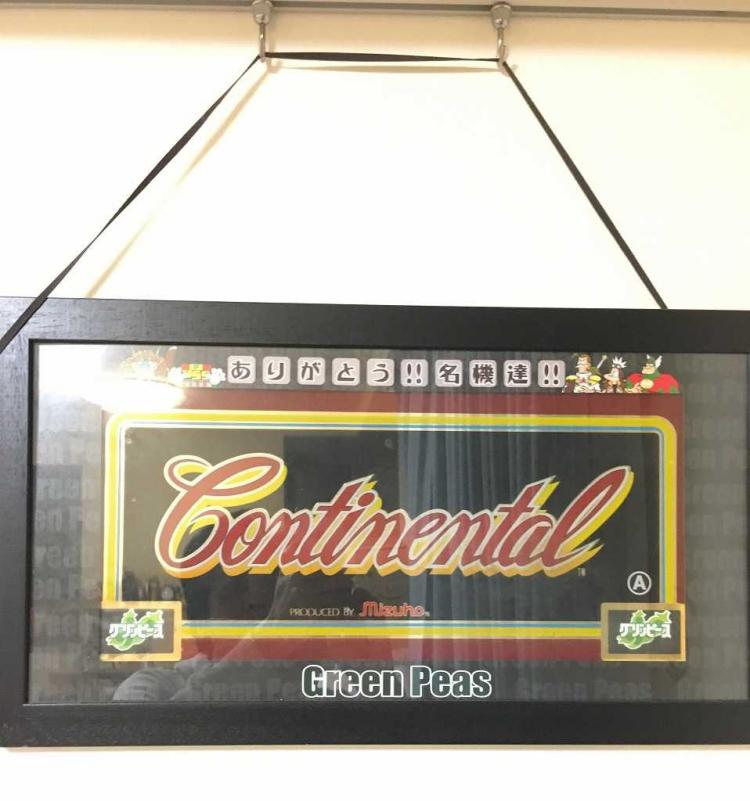 ありがとう!!名機達!!
Continental™
Ⓐ
PRODUCED BY Mizuho
グリンピース グリンピース
Green Peas